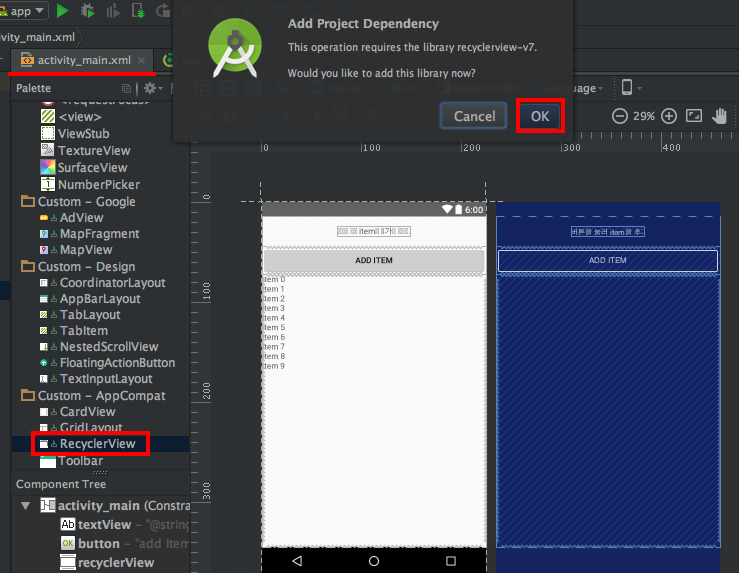 app
Add Project Dependency
This operation requires the library recyclerview-v7.
Would you like to add this library now?
Cancel
OK
activity_main.xml
Palette
29%
<requestFocus>
<view>
ViewStub
TextureView
SurfaceView
NumberPicker
Custom – Google
AdView
MapFragment
MapView
Custom – Design
CoordinatorLayout
AppBarLayout
TabLayout
TabItem
NestedScrollView
FloatingActionButton
TextInputLayout
Custom – AppCompat
CardView
GridLayout
RecyclerView
Toolbar
Component Tree
activity_main (Constra
Ab textView – "@string
OK button – "add Item
recyclerView
0
100
200
300
400
0
100
200
300
6:00
ADD ITEM
Item 0
Item 1
Item 2
Item 3
Item 4
Item 5
Item 6
Item 7
Item 8
Item 9
ADD ITEM